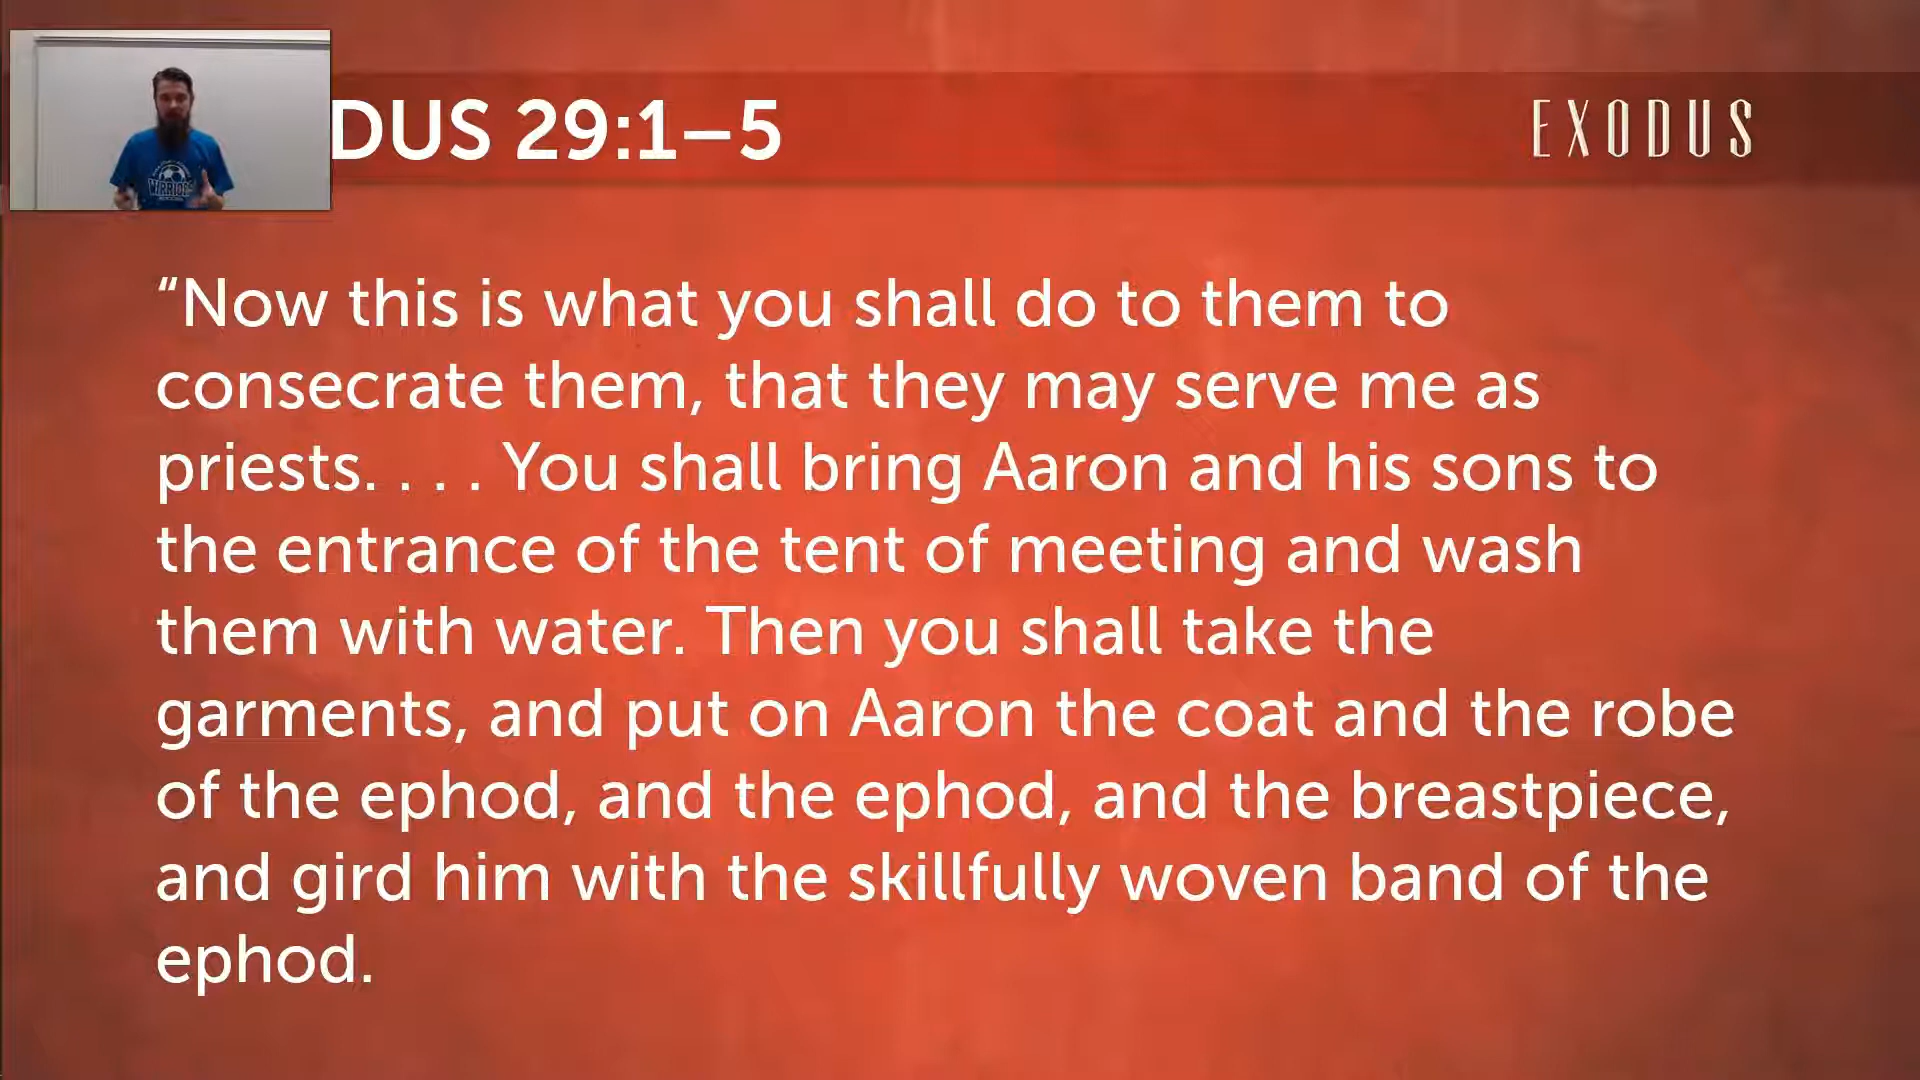 DUS 29:1–5
EXODUS
“Now this is what you shall do to them to
consecrate them, that they may serve me as
priests. . . . You shall bring Aaron and his sons to
the entrance of the tent of meeting and wash
them with water. Then you shall take the
garments, and put on Aaron the coat and the robe
of the ephod, and the ephod, and the breastpiece,
and gird him with the skillfully woven band of the
ephod.